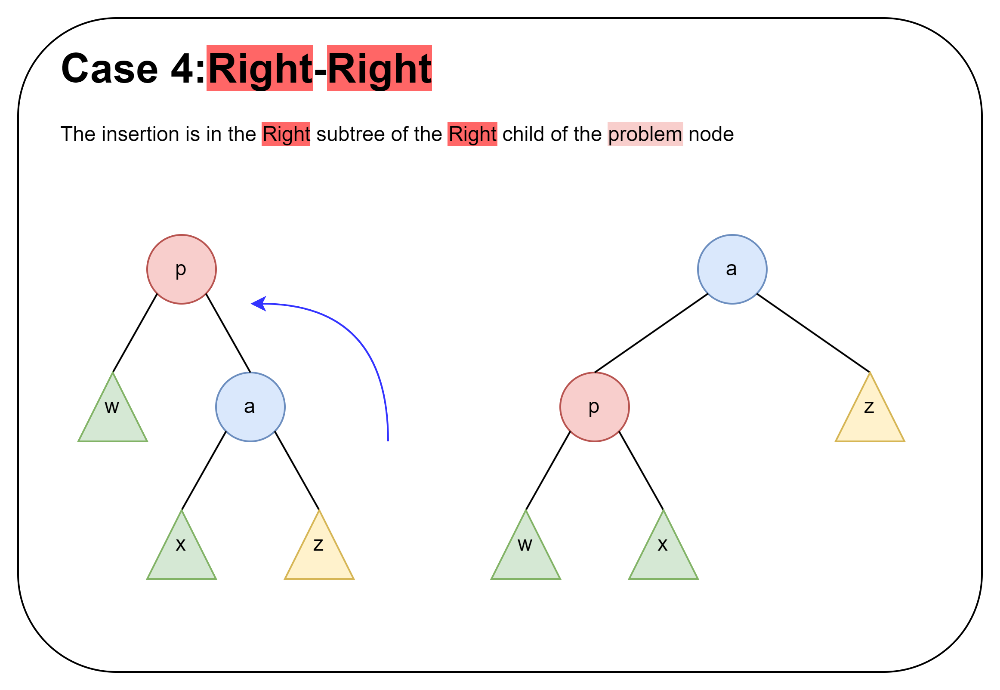 Case 4:Right-Right
The insertion is in the Right subtree of the Right child of the problem node
p
a
w
a
p
z
x
z
w
x